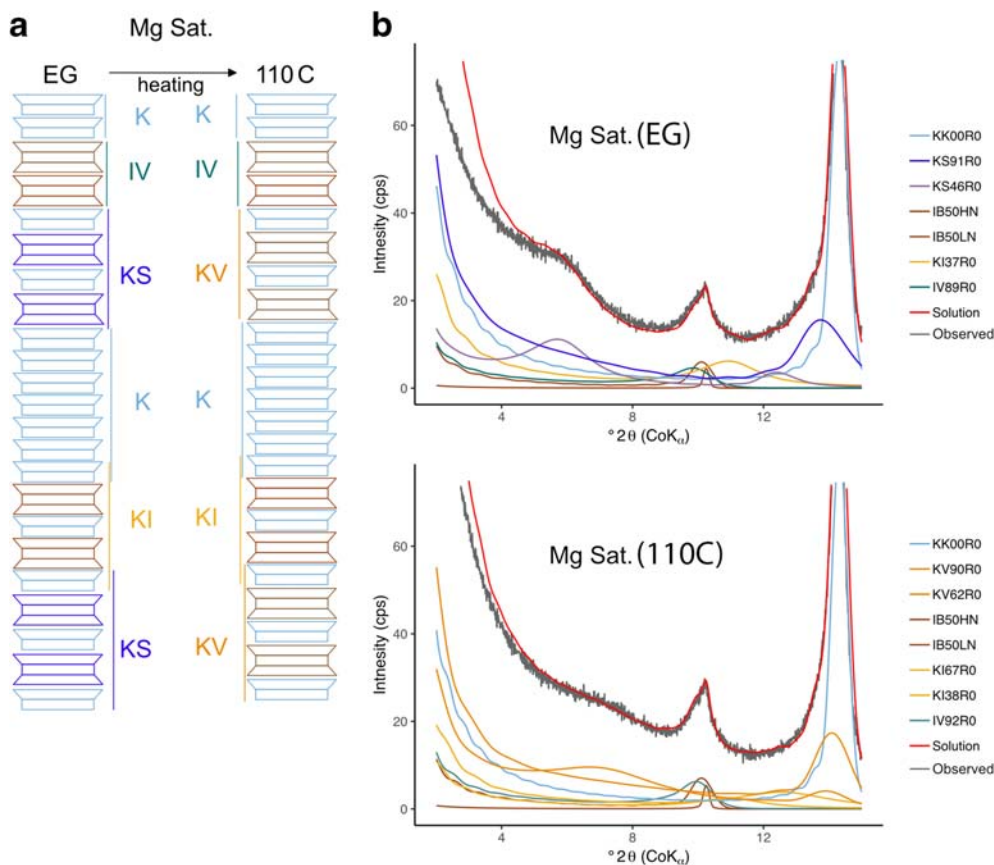 a
Mg Sat.
EG
heating
110 C
K
K
IV
IV
KS
KV
K
K
KI
KI
KS
KV
b
Mg Sat. (EG)
60
40
20
0
Intnesity (cps)
4
8
12
°2θ (CoKα)
KK00R0
KS91R0
KS46R0
IB50HN
IB50LN
KI37R0
IV89R0
Solution
Observed
Mg Sat. (110C)
60
40
20
0
Intnesity (cps)
4
8
12
°2θ (CoKα)
KK00R0
KV90R0
KV62R0
IB50HN
IB50LN
KI67R0
KI38R0
IV92R0
Solution
Observed